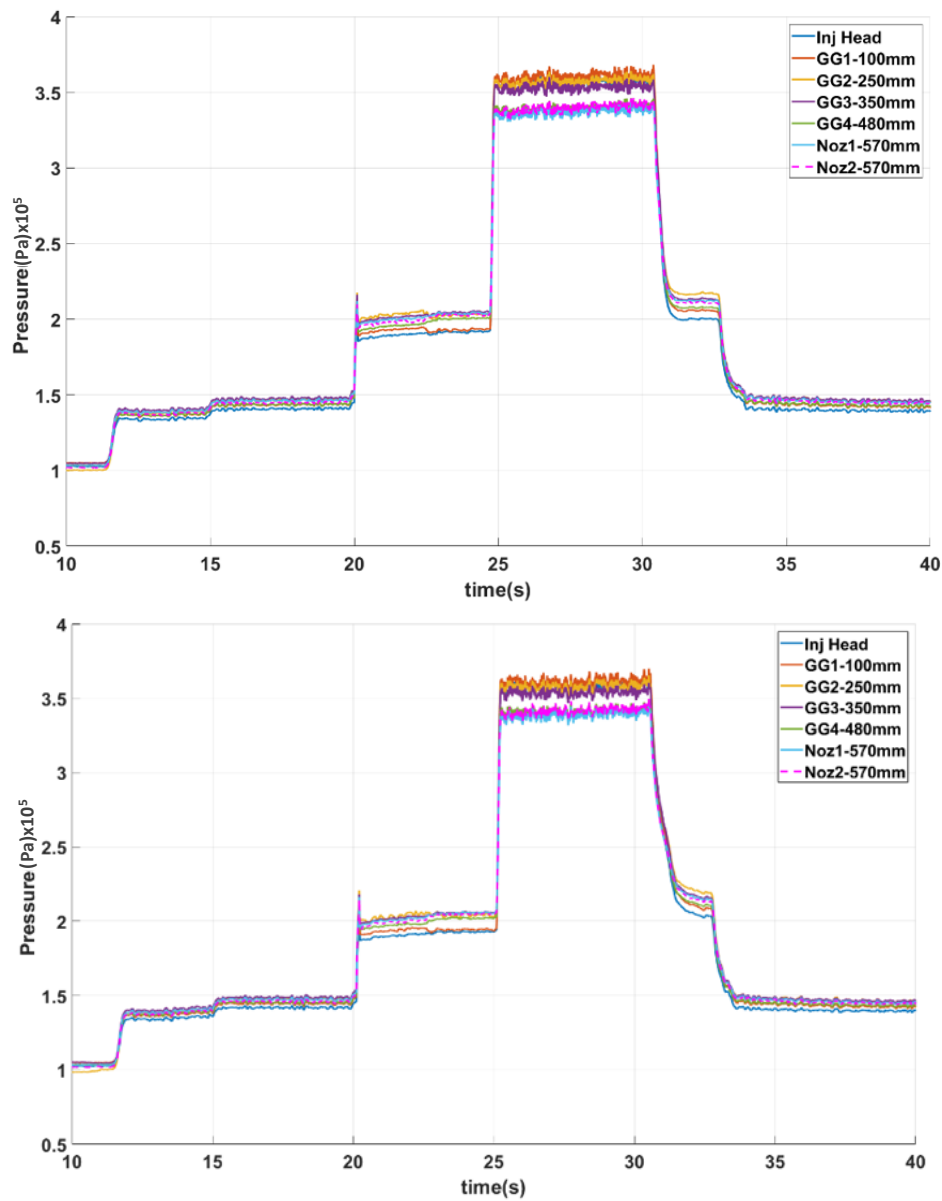 4
3.5
3
2.5
2
1.5
1
0.5
Pressure (Pa)x10⁵
10
15
20
25
30
35
40
time(s)
Inj Head
GG1-100mm
GG2-250mm
GG3-350mm
GG4-480mm
Noz1-570mm
Noz2-570mm
4
3.5
3
2.5
2
1.5
1
0.5
Pressure (Pa)x10⁵
10
15
20
25
30
35
40
time(s)
Inj Head
GG1-100mm
GG2-250mm
GG3-350mm
GG4-480mm
Noz1-570mm
Noz2-570mm